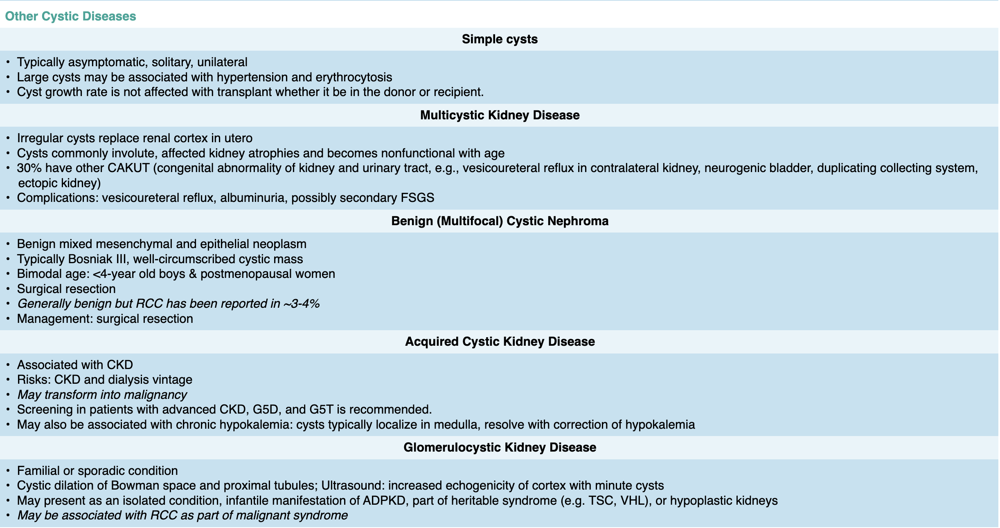 Other Cystic Diseases
Simple cysts
• Typically asymptomatic, solitary, unilateral
• Large cysts may be associated with hypertension and erythrocytosis
• Cyst growth rate is not affected with transplant whether it be in the donor or recipient.
Multicystic Kidney Disease
• Irregular cysts replace renal cortex in utero
• Cysts commonly involute, affected kidney atrophies and becomes nonfunctional with age
• 30% have other CAKUT (congenital abnormality of kidney and urinary tract, e.g., vesicoureteral reflux in contralateral kidney, neurogenic bladder, duplicating collecting system,
ectopic kidney)
• Complications: vesicoureteral reflux, albuminuria, possibly secondary FSGS
Benign (Multifocal) Cystic Nephroma
• Benign mixed mesenchymal and epithelial neoplasm
• Typically Bosniak III, well-circumscribed cystic mass
• Bimodal age: <4-year old boys & postmenopausal women
• Surgical resection
• Generally benign but RCC has been reported in ~3-4%
• Management: surgical resection
Acquired Cystic Kidney Disease
• Associated with CKD
• Risks: CKD and dialysis vintage
• May transform into malignancy
• Screening in patients with advanced CKD, G5D, and G5T is recommended.
• May also be associated with chronic hypokalemia: cysts typically localize in medulla, resolve with correction of hypokalemia
Glomerulocystic Kidney Disease
• Familial or sporadic condition
• Cystic dilation of Bowman space and proximal tubules; Ultrasound: increased echogenicity of cortex with minute cysts
• May present as an isolated condition, infantile manifestation of ADPKD, part of heritable syndrome (e.g. TSC, VHL), or hypoplastic kidneys
• May be associated with RCC as part of malignant syndrome